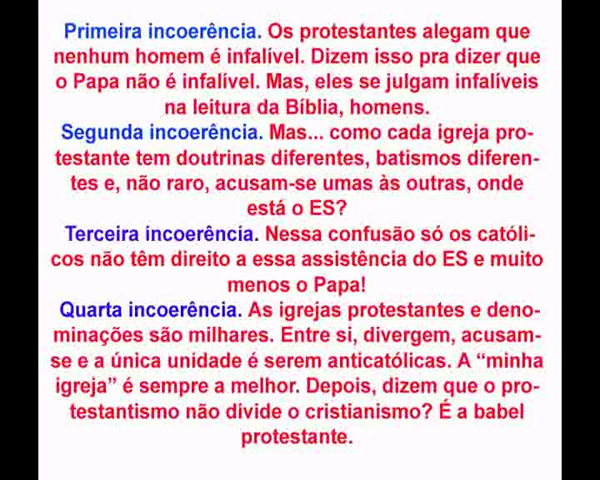 Primeira incoerência. Os protestantes alegam que
nenhum homem é infalível. Dizem isso pra dizer que
o Papa não é infalível. Mas, eles se julgam infalíveis
na leitura da Bíblia, homens.
Segunda incoerência. Mas... como cada igreja pro-
testante tem doutrinas diferentes, batismos diferen-
tes e, não raro, acusam-se umas às outras, onde
está o ES?
Terceira incoerência. Nessa confusão só os católi-
cos não têm direito a essa assistência do ES e muito
menos o Papa!
Quarta incoerência. As igrejas protestantes e deno-
minações são milhares. Entre si, divergem, acusam-
se e a única unidade é serem anticatólicas. A “minha
igreja” é sempre a melhor. Depois, dizem que o pro-
testantismo não divide o cristianismo? É a babel
protestante.